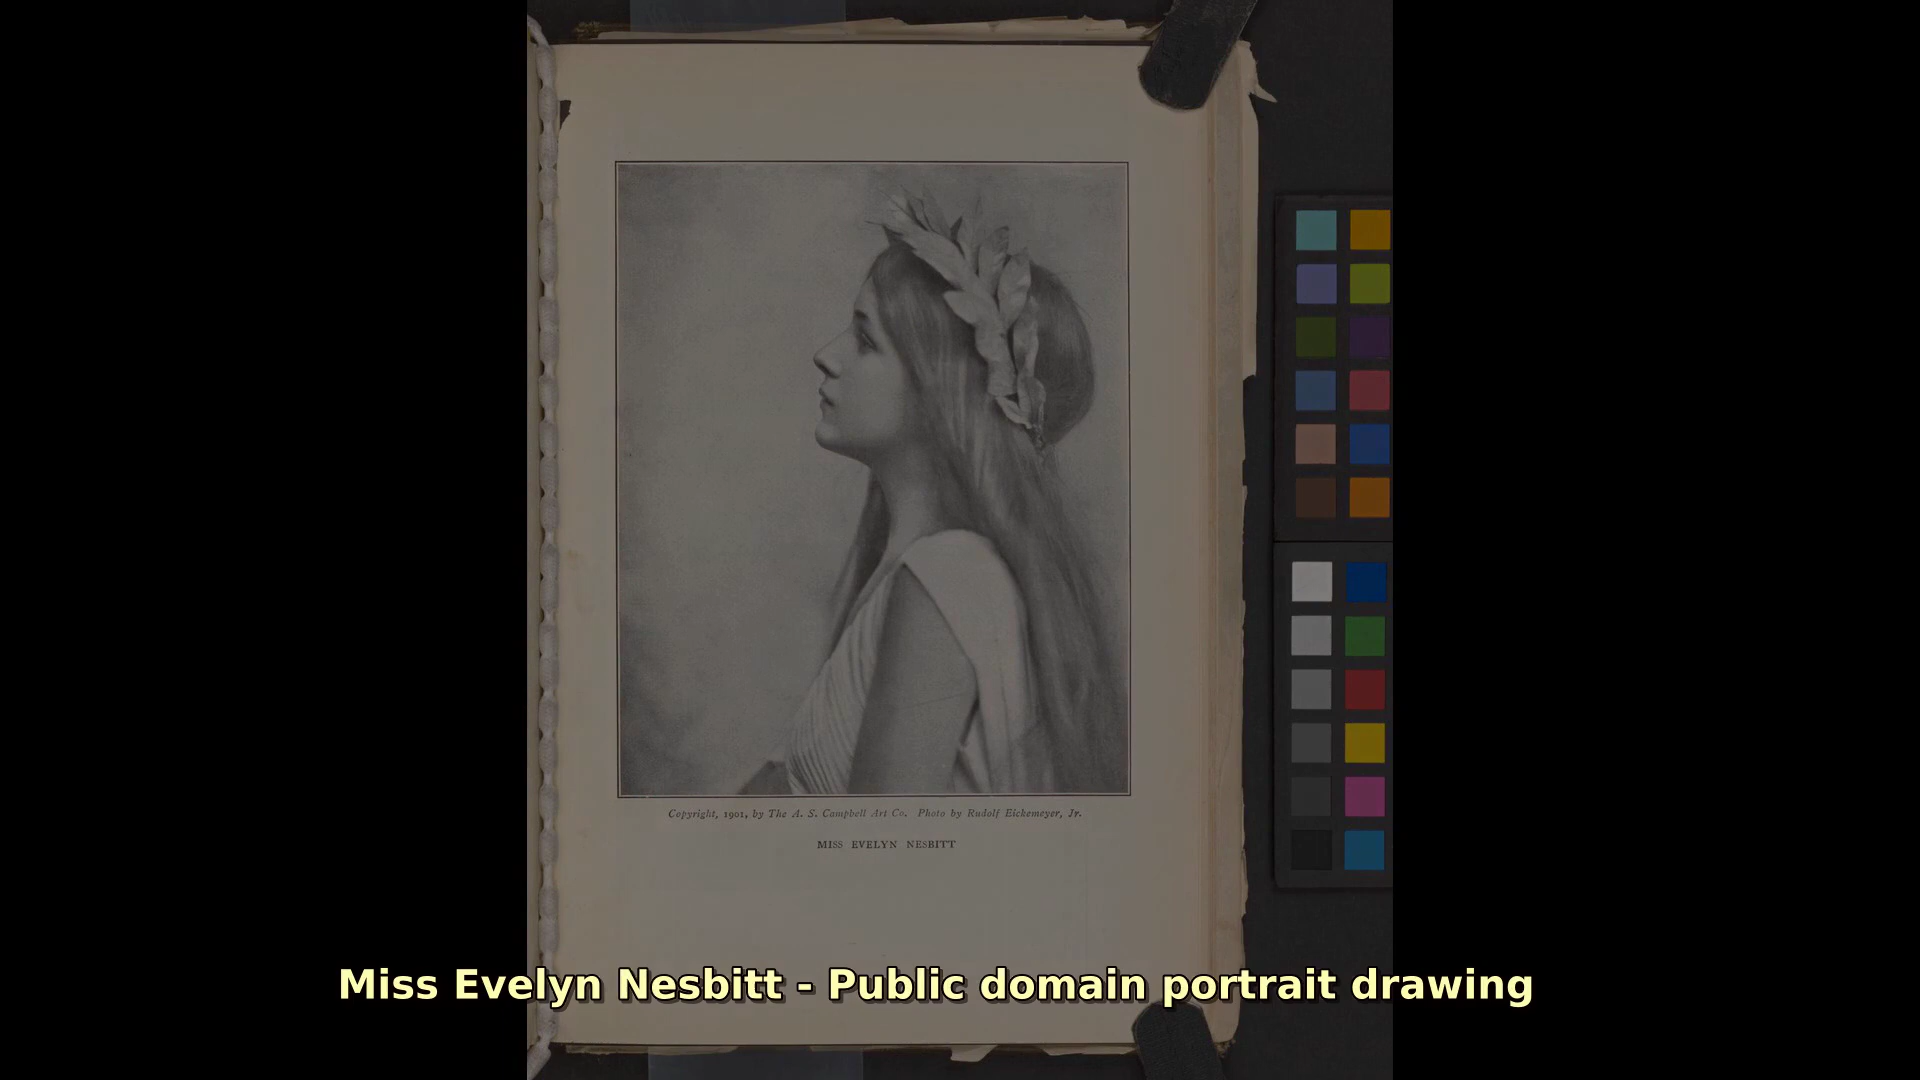 Copyright, 1901, by The A. S. Campbell Art Co. Photo by Rudolf Eickemeyer, Jr.
MISS EVELYN NESBITT
Miss Evelyn Nesbitt - Public domain portrait drawing